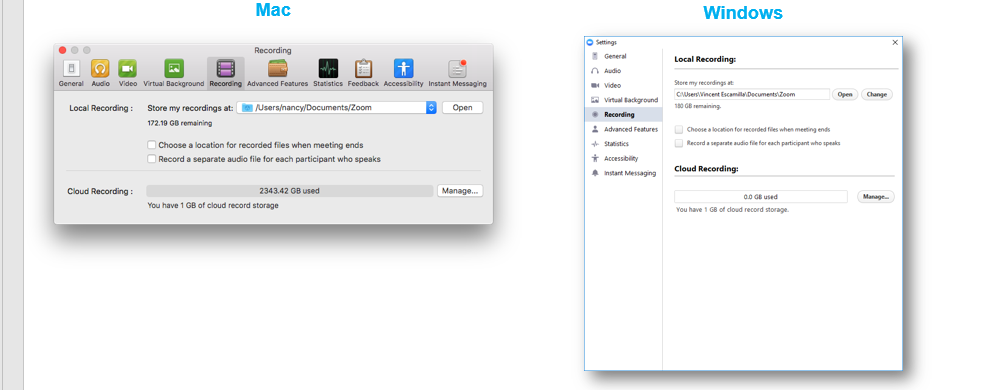 Mac
Recording
General Audio Video Virtual Background Recording Advanced Features Statistics Feedback Accessibility Instant Messaging
Local Recording : Store my recordings at: /Users/nancy/Documents/Zoom Open
172.19 GB remaining
Choose a location for recorded files when meeting ends
Record a separate audio file for each participant who speaks
Cloud Recording : 2343.42 GB used Manage...
You have 1 GB of cloud record storage
Windows
Settings
General
Audio
Video
Virtual Background
Recording
Advanced Features
Statistics
Accessibility
Instant Messaging
Local Recording:
Store my recordings at:
C:\Users\Vincent Escamilla\Documents\Zoom Open Change
180 GB remaining.
Choose a location for recorded files when meeting ends
Record a separate audio file for each participant who speaks
Cloud Recording:
0.0 GB used Manage...
You have 1 GB of cloud record storage.